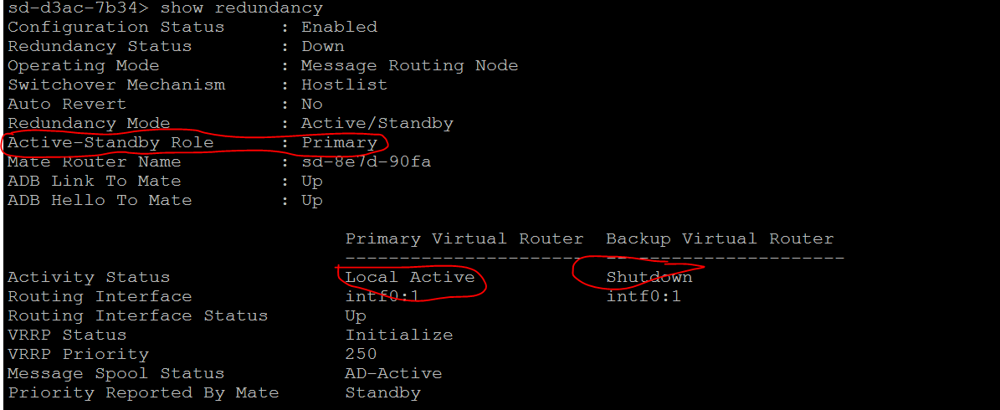 sd-d3ac-7b34> show redundancy
Configuration Status : Enabled
Redundancy Status : Down
Operating Mode : Message Routing Node
Switchover Mechanism : Hostlist
Auto Revert : No
Redundancy Mode : Active/Standby
Active-Standby Role : Primary
Mate Router Name : sd-8e7d-90fa
ADB Link To Mate : Up
ADB Hello To Mate : Up
Primary Virtual Router Backup Virtual Router
---------------------- ----------------------
Activity Status Local Active Shutdown
Routing Interface intf0:1 intf0:1
Routing Interface Status Up
VRRP Status Initialize
VRRP Priority 250
Message Spool Status AD-Active
Priority Reported By Mate Standby